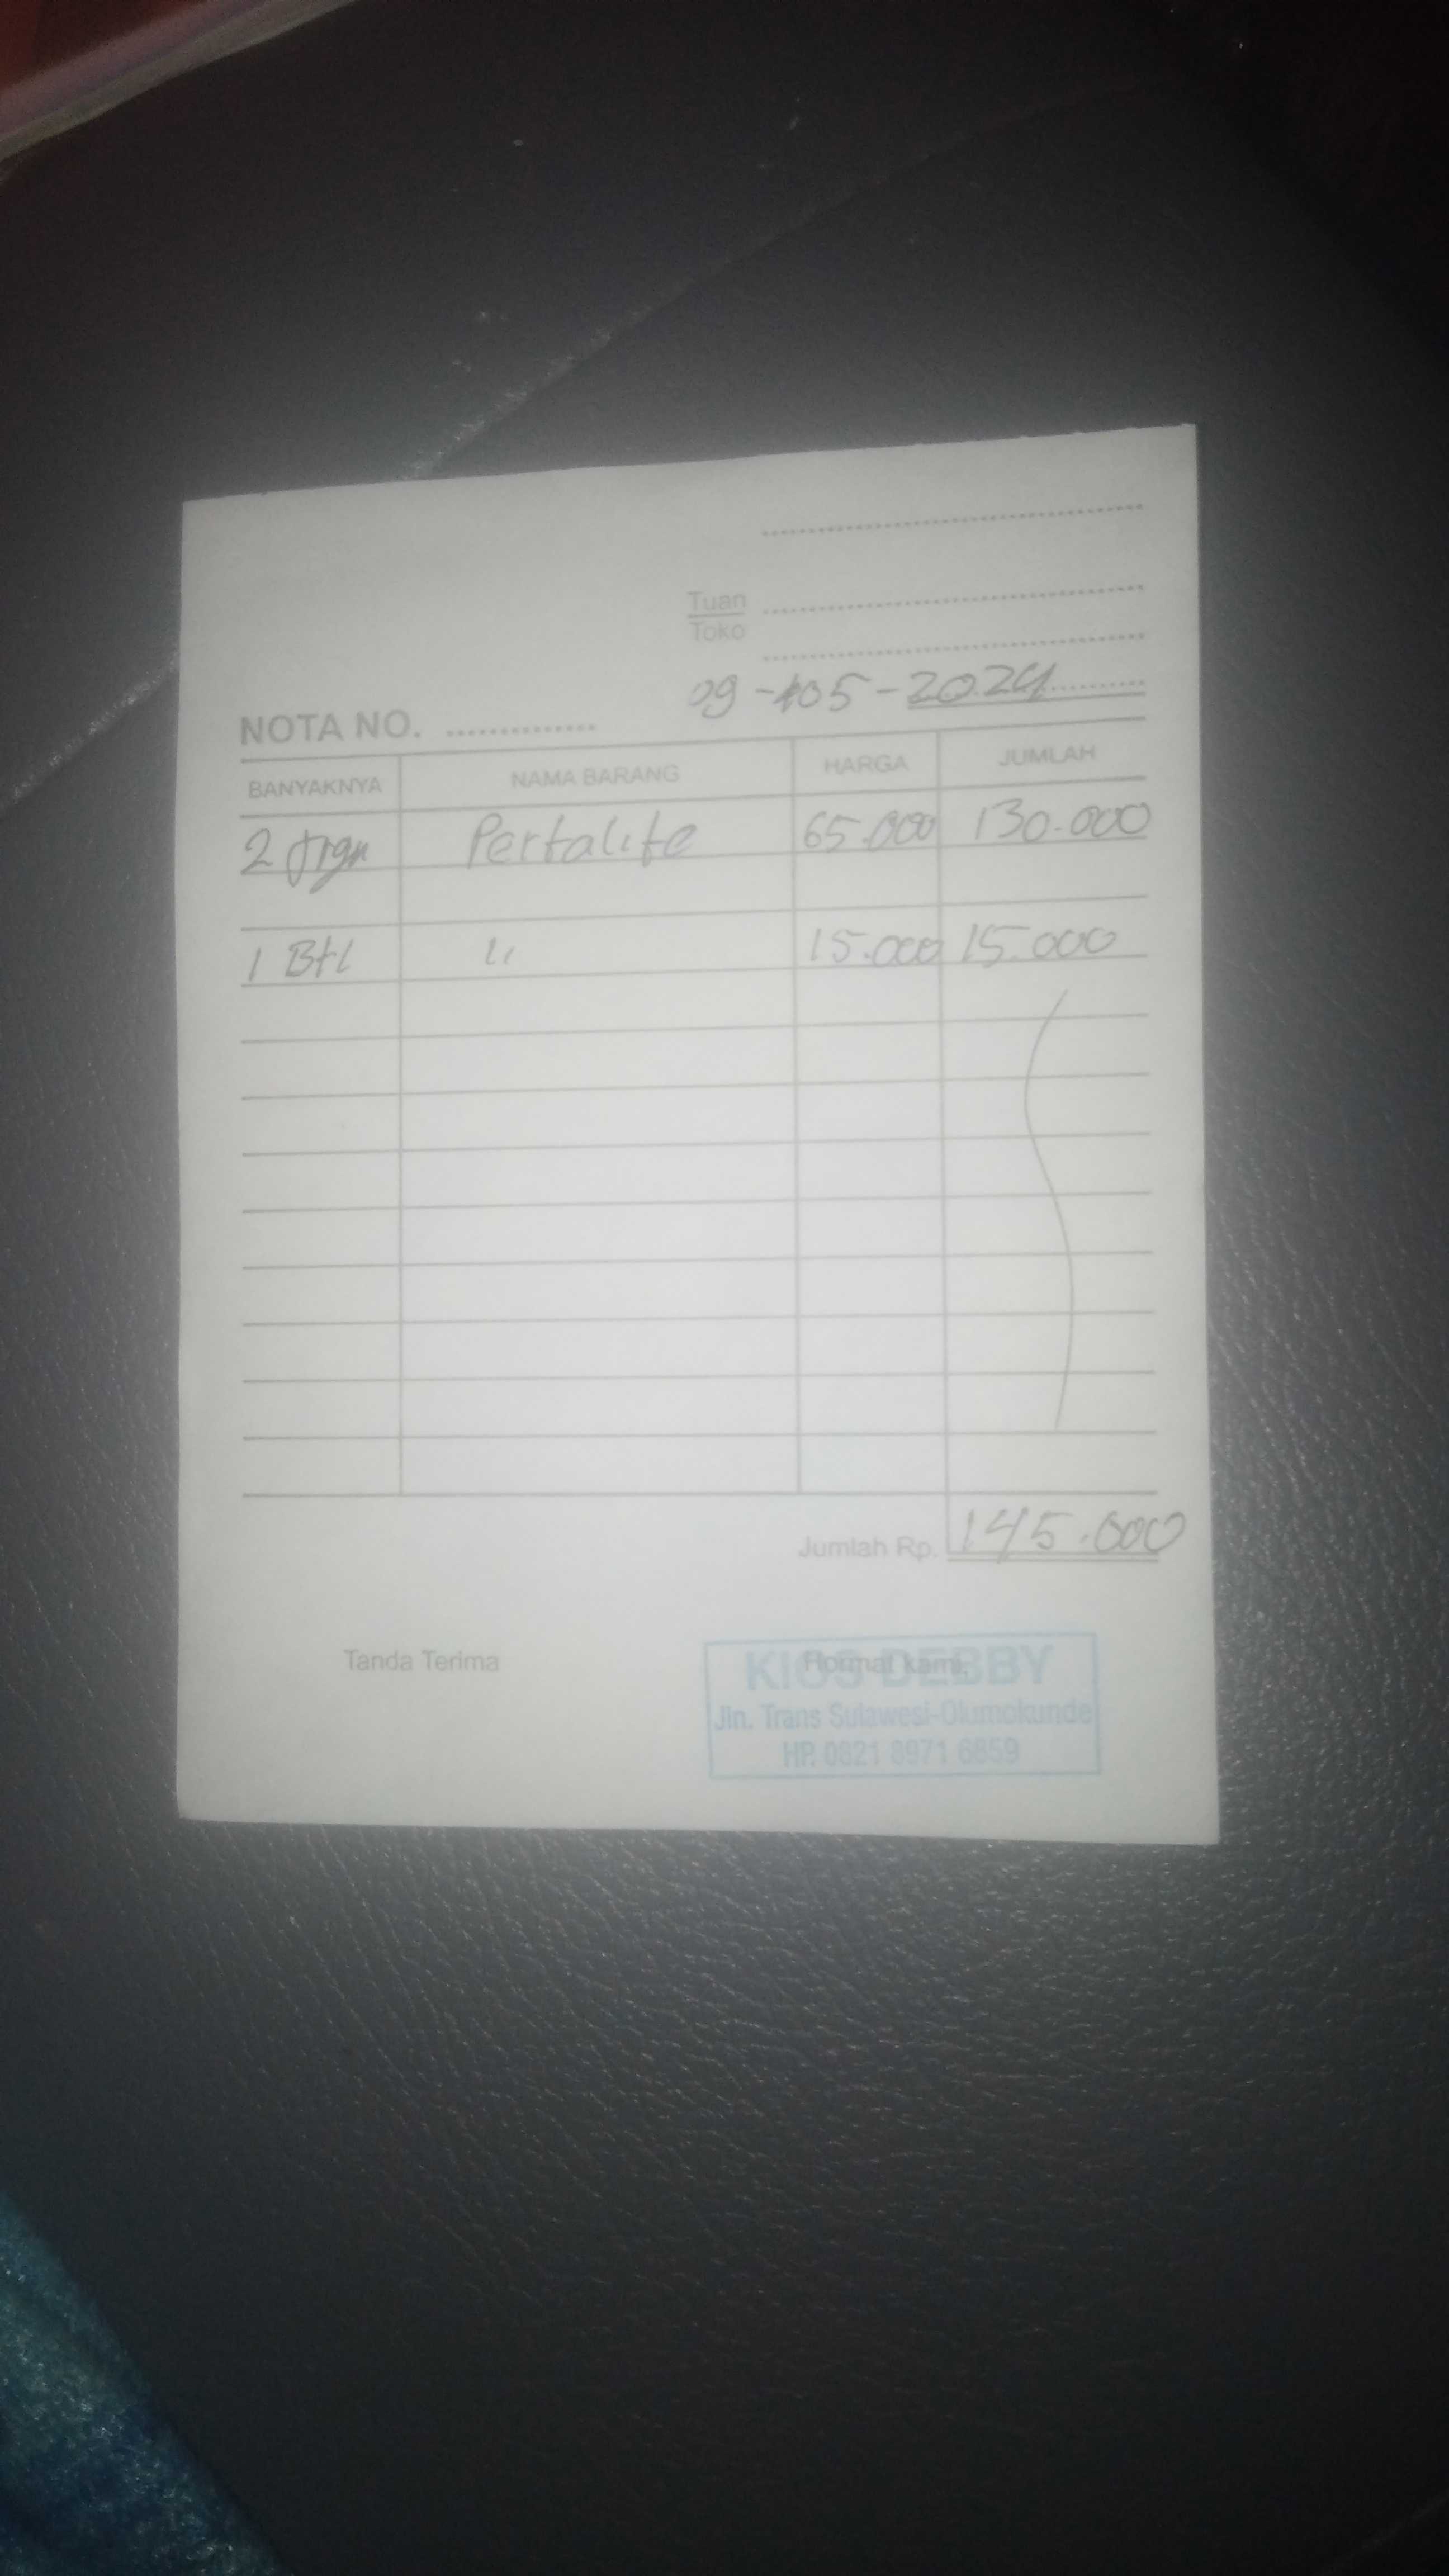 Tuan
Toko
09-05-2024
NOTA NO. .............
BANYAKNYA NAMA BARANG HARGA JUMLAH
2 Jrgn Pertalite 65.000 130.000
1 Btl 〃 15.000 15.000
Jumlah Rp. 145.000
Tanda Terima Hormat kami,
KIOS DEBBY
Jln. Trans Sulawesi-Olumokunde
HP. 0821 8971 6859